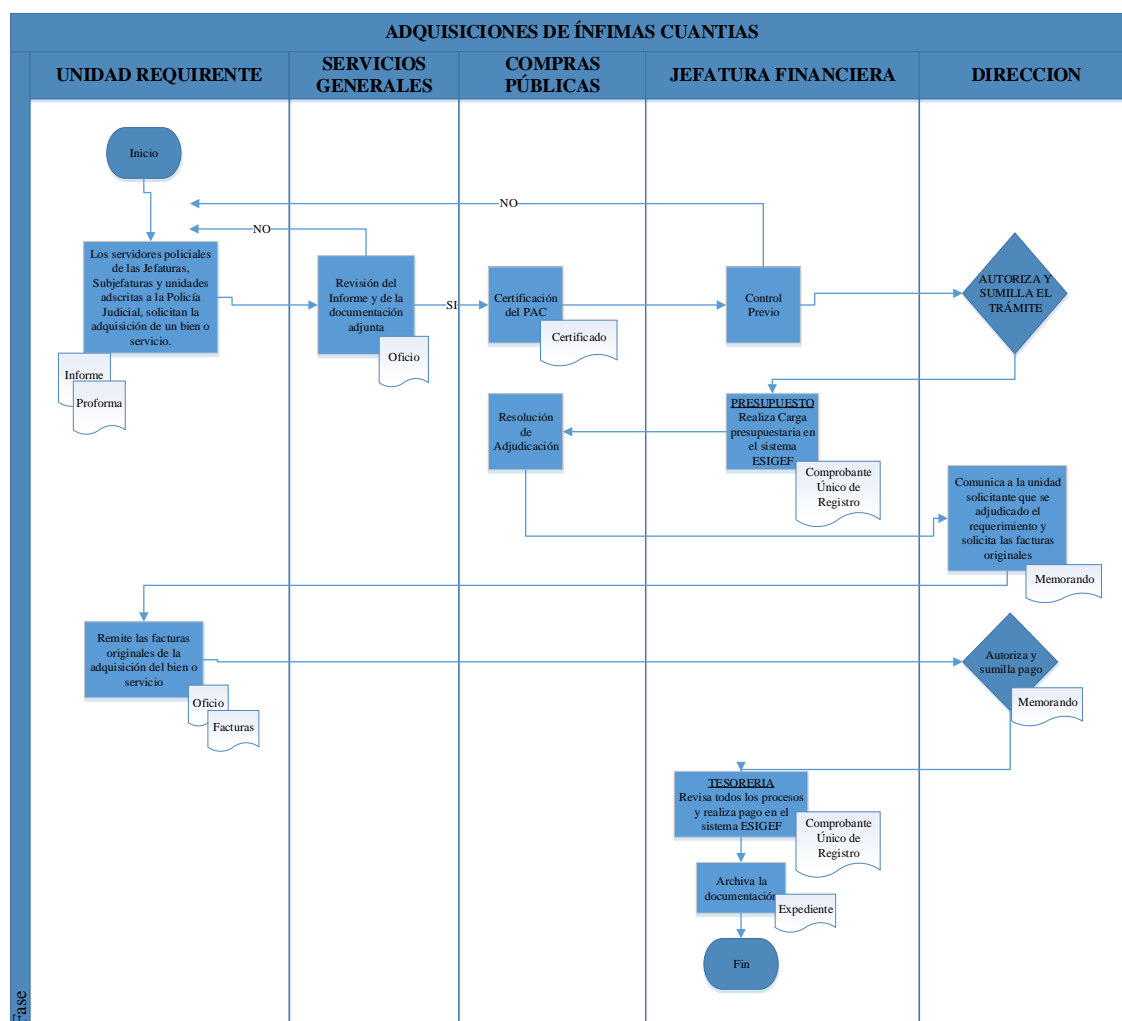 ADQUISICIONES DE ÍNFIMAS CUANTIAS
UNIDAD REQUIRENTE
SERVICIOS
GENERALES
COMPRAS
PÚBLICAS
JEFATURA FINANCIERA
DIRECCION
Inicio
NO
NO
Los servidores policiales
de las Jefaturas,
Subjefaturas y unidades
adscritas a la Policía
Judicial, solicitan la
adquisición de un bien o
servicio.
Informe
Proforma
Revisión del
Informe y de la
documentación
adjunta
Oficio
SI
Certificación
del PAC
Certificado
Control
Previo
AUTORIZA Y
SUMILLA EL
TRÁMITE
PRESUPUESTO
Realiza Carga
presupuestaria en
el sistema
ESIGEF
Comprobante
Único de
Registro
Resolución
de
Adjudicación
Comunica a la unidad
solicitante que se
adjudicado el
requerimiento y
solicita las facturas
originales
Memorando
Remite las facturas
originales de la
adquisición del bien o
servicio
Oficio
Facturas
Autoriza y
sumilla pago
Memorando
TESORERIA
Revisa todos los procesos
y realiza pago en el
sistema ESIGEF
Comprobante
Único de
Registro
Archiva la
documentación
Expediente
Fin
Fase